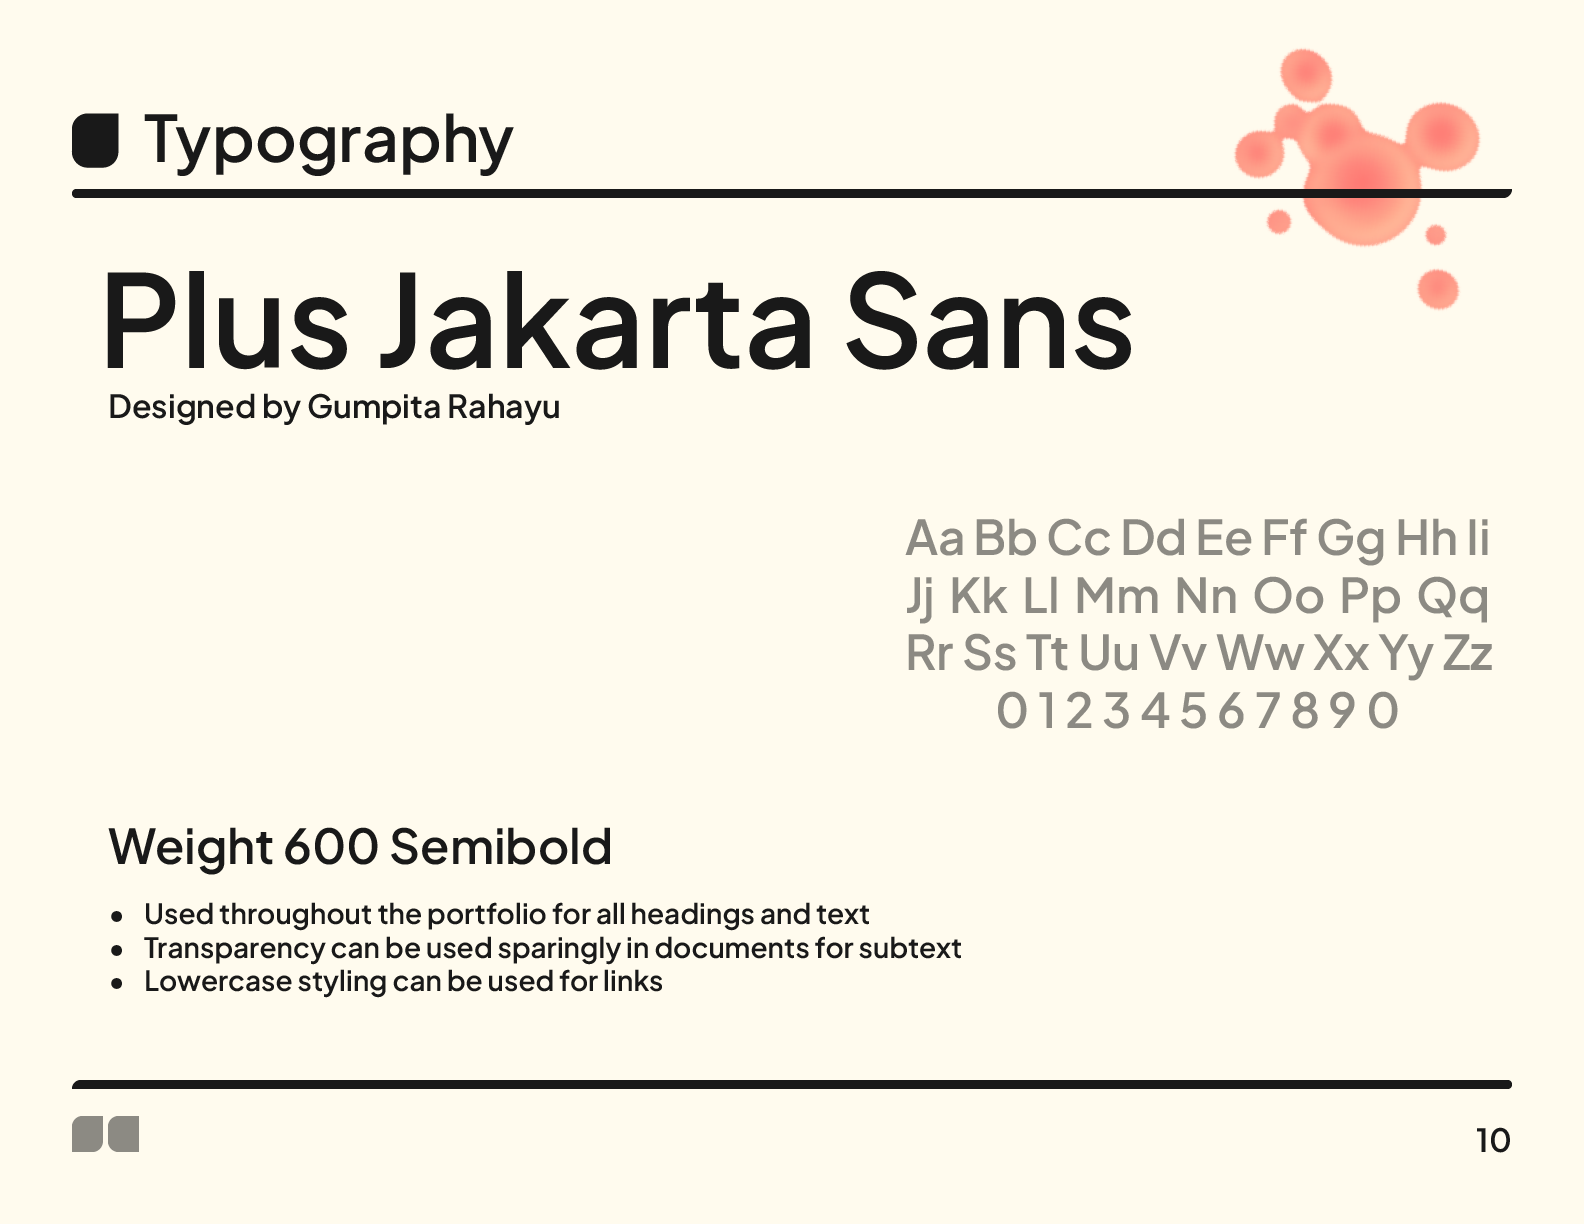 Typography
Plus Jakarta Sans
Designed by Gumpita Rahayu
Aa Bb Cc Dd Ee Ff Gg Hh Ii
Jj Kk Ll Mm Nn Oo Pp Qq
Rr Ss Tt Uu Vv Ww Xx Yy Zz
0 1 2 3 4 5 6 7 8 9 0
Weight 600 Semibold
• Used throughout the portfolio for all headings and text
• Transparency can be used sparingly in documents for subtext
• Lowercase styling can be used for links
10